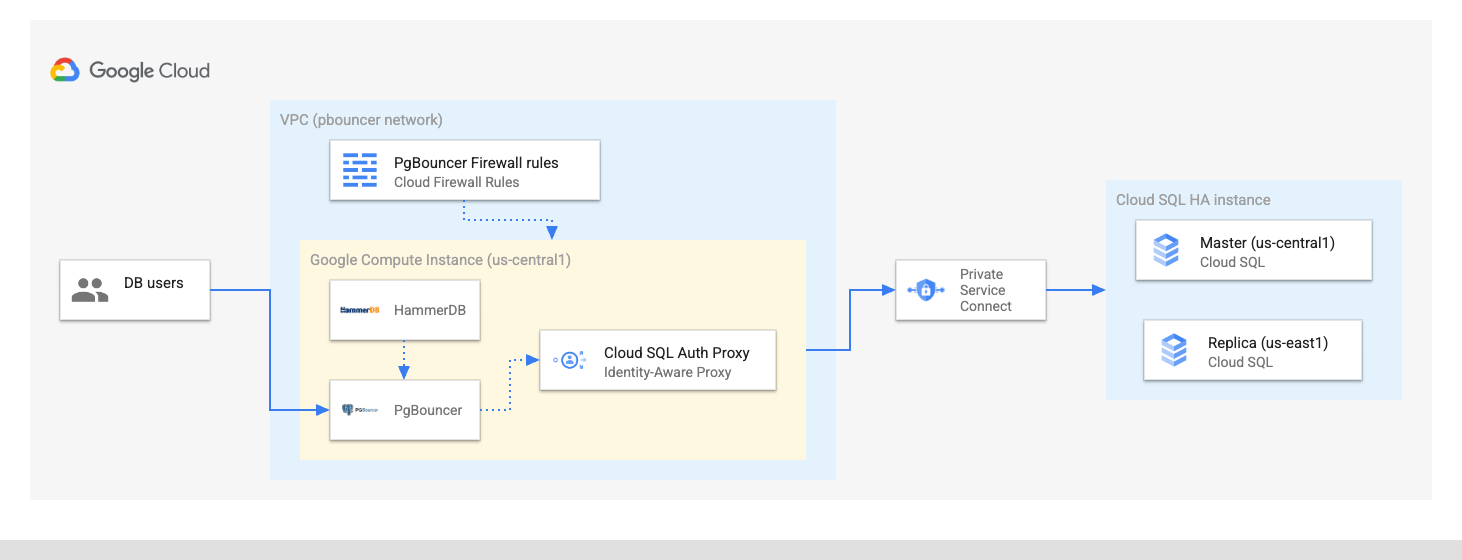 Google Cloud
VPC (pbouncer network)
PgBouncer Firewall rules
Cloud Firewall Rules
Google Compute Instance (us-central1)
DB users
HammerDB
HammerDB
Cloud SQL Auth Proxy
Identity-Aware Proxy
PGBouncer
PgBouncer
Private
Service
Connect
Cloud SQL HA instance
Master (us-central1)
Cloud SQL
Replica (us-east1)
Cloud SQL